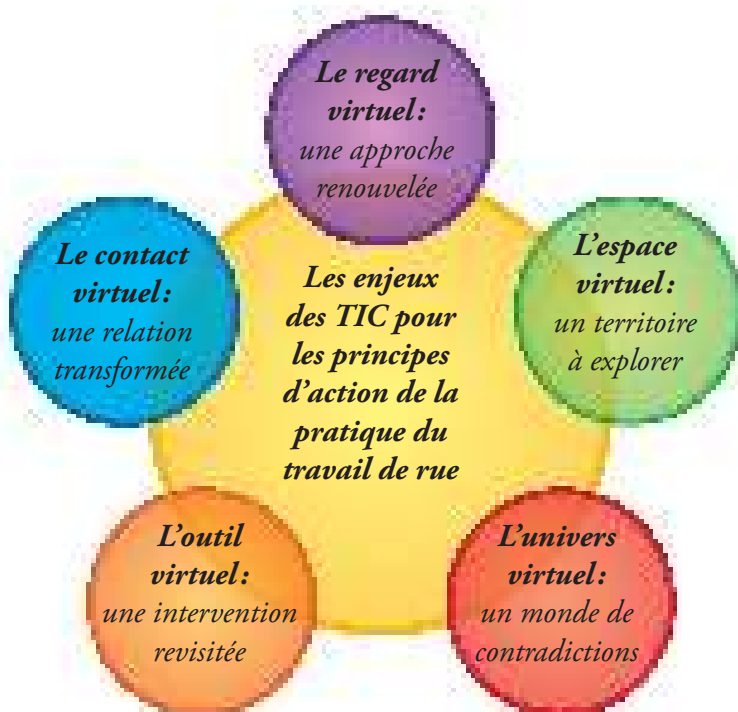 Le regard
virtuel :
une approche
renouvelée
Le contact
virtuel :
une relation
transformée
Les enjeux
des TIC pour
les principes
d’action de la
pratique du
travail de rue
L’espace
virtuel :
un territoire
à explorer
L’outil
virtuel :
une intervention
revisitée
L’univers
virtuel :
un monde de
contradictions